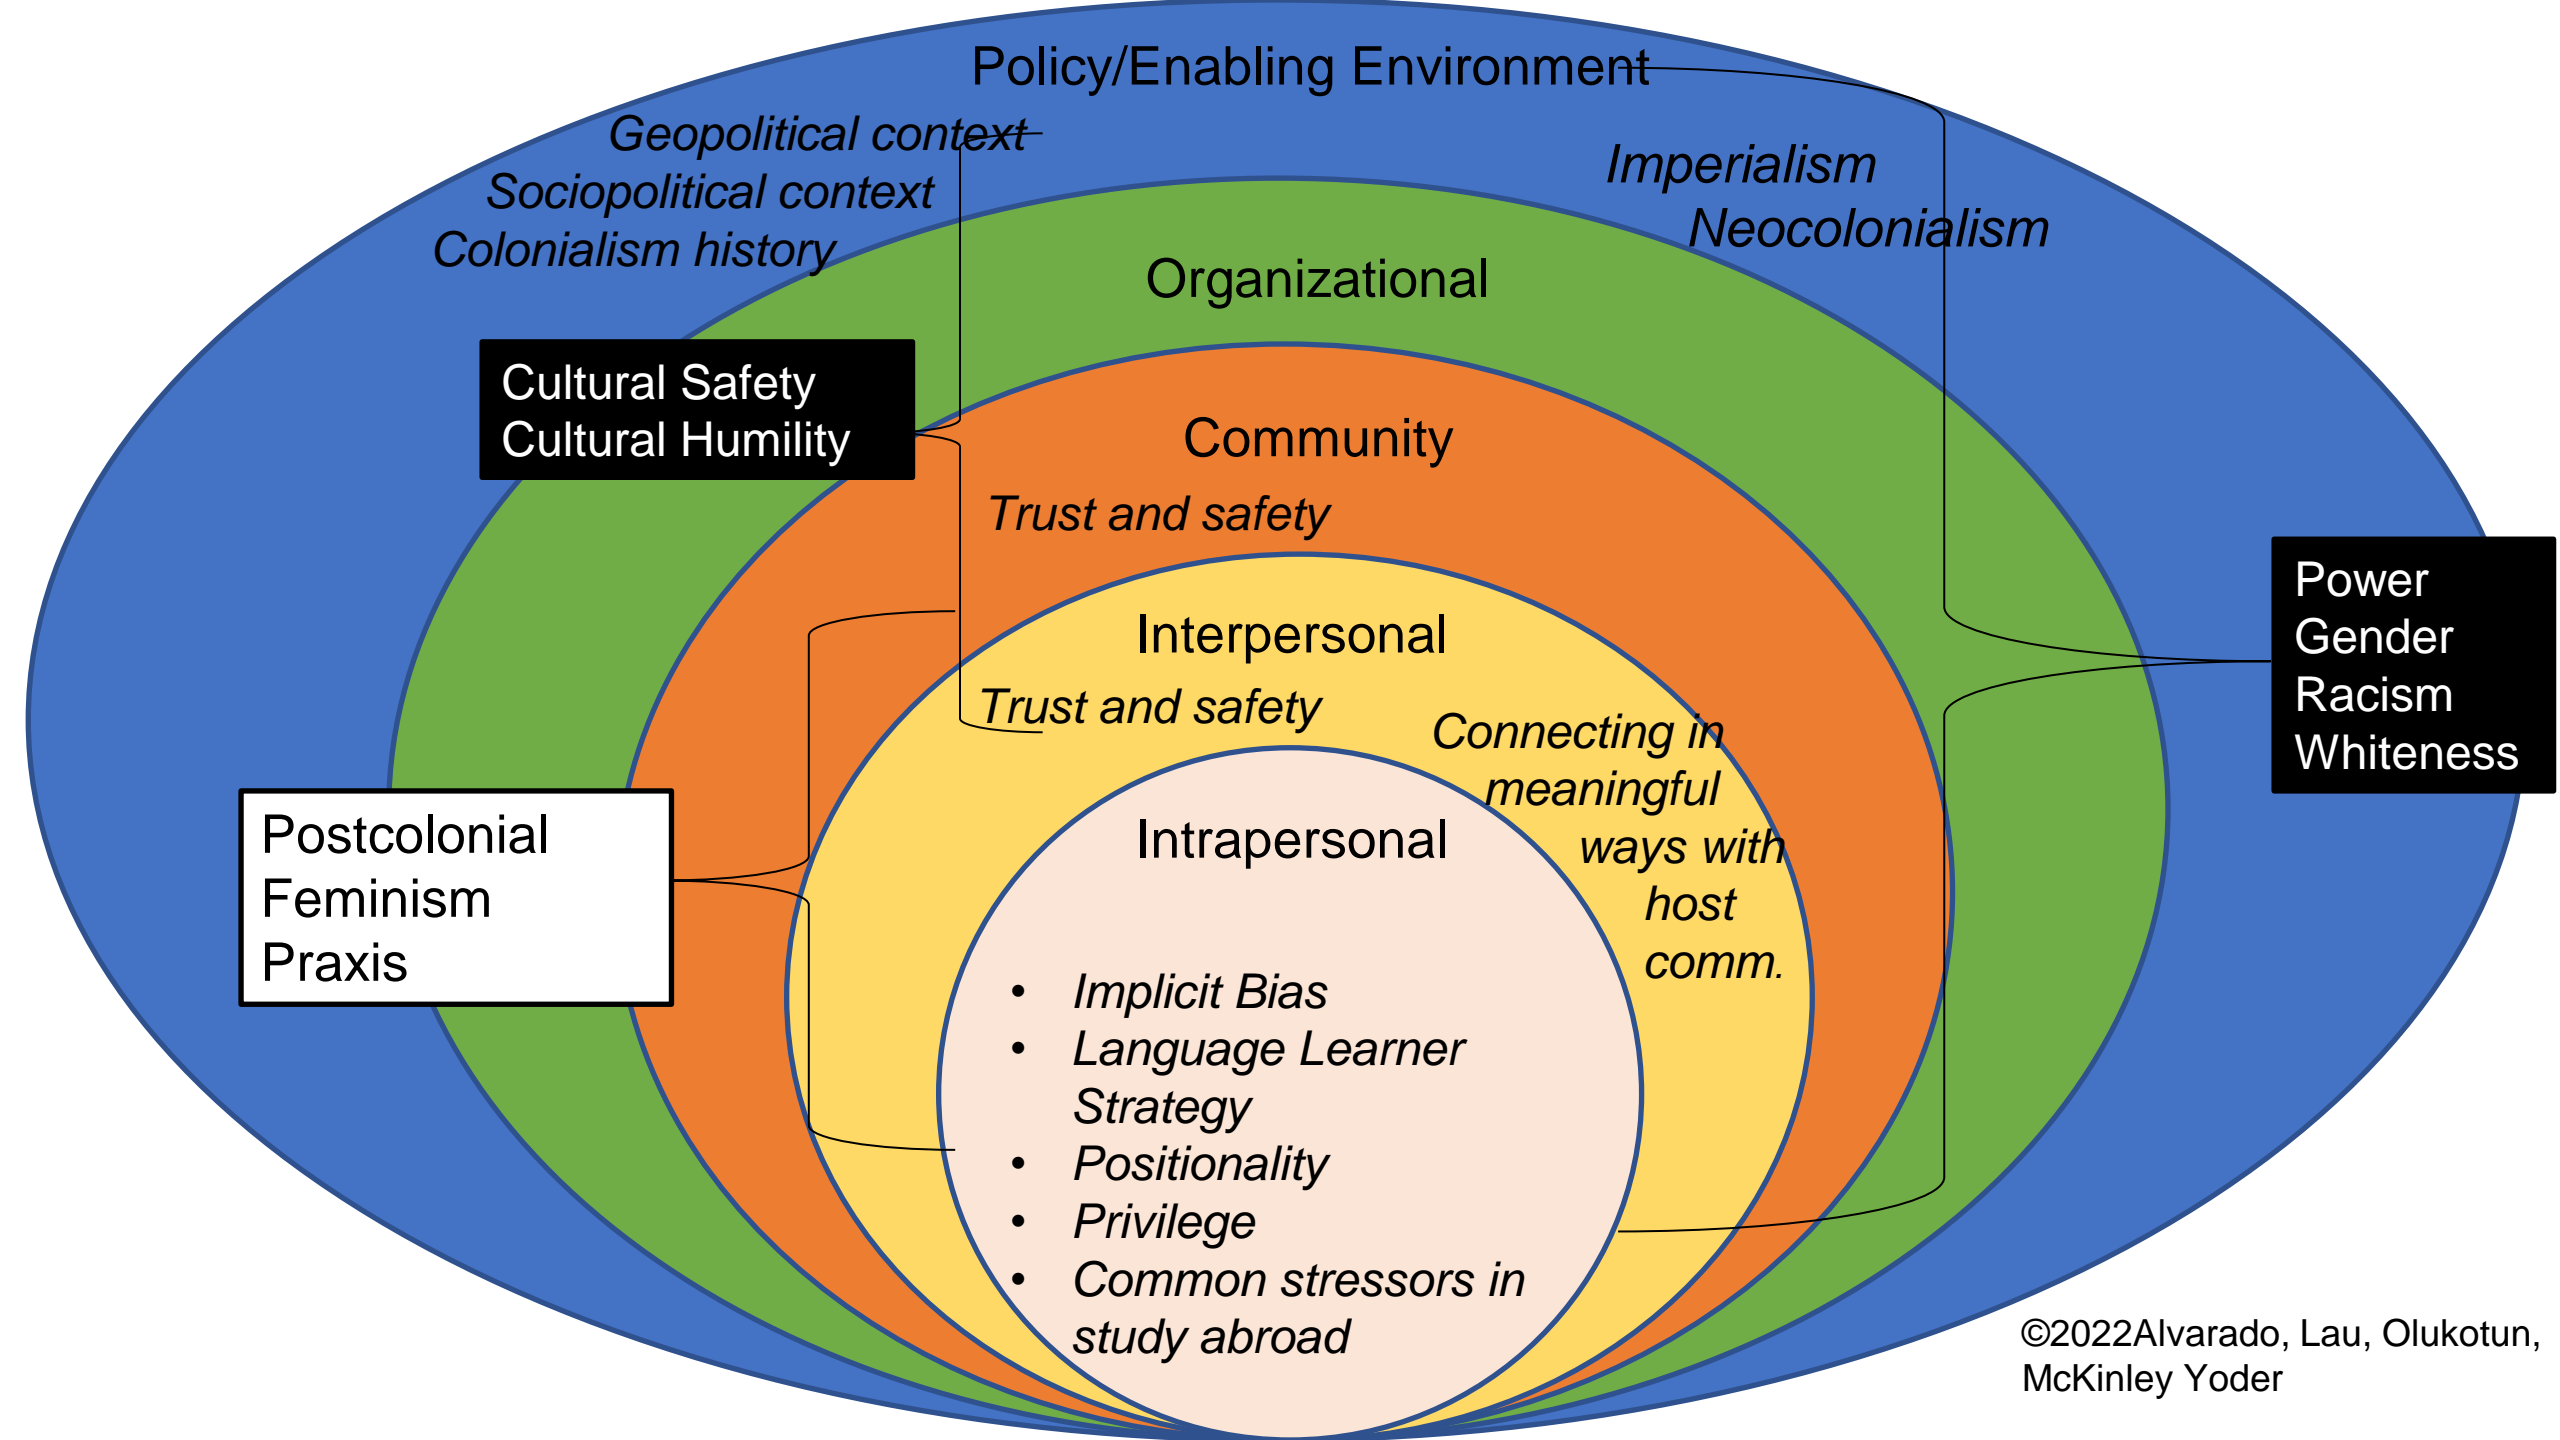 Policy/Enabling Environment
Geopolitical context
Sociopolitical context
Colonialism history
Imperialism
Neocolonialism
Organizational
Cultural Safety
Cultural Humility
Community
Trust and safety
Interpersonal
Trust and safety
Connecting in
meaningful
ways with
host
comm.
Power
Gender
Racism
Whiteness
Postcolonial
Feminism
Praxis
Intrapersonal
• Implicit Bias
• Language Learner
Strategy
• Positionality
• Privilege
• Common stressors in
study abroad
©2022Alvarado, Lau, Olukotun,
McKinley Yoder